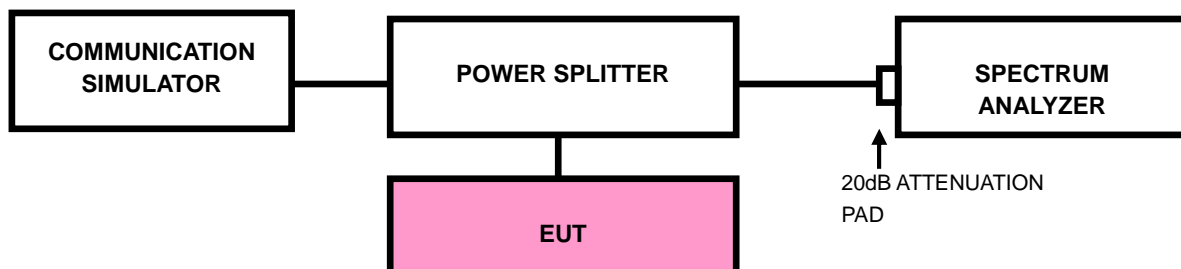 COMMUNICATION
SIMULATOR
POWER SPLITTER
SPECTRUM
ANALYZER
20dB ATTENUATION
PAD
EUT